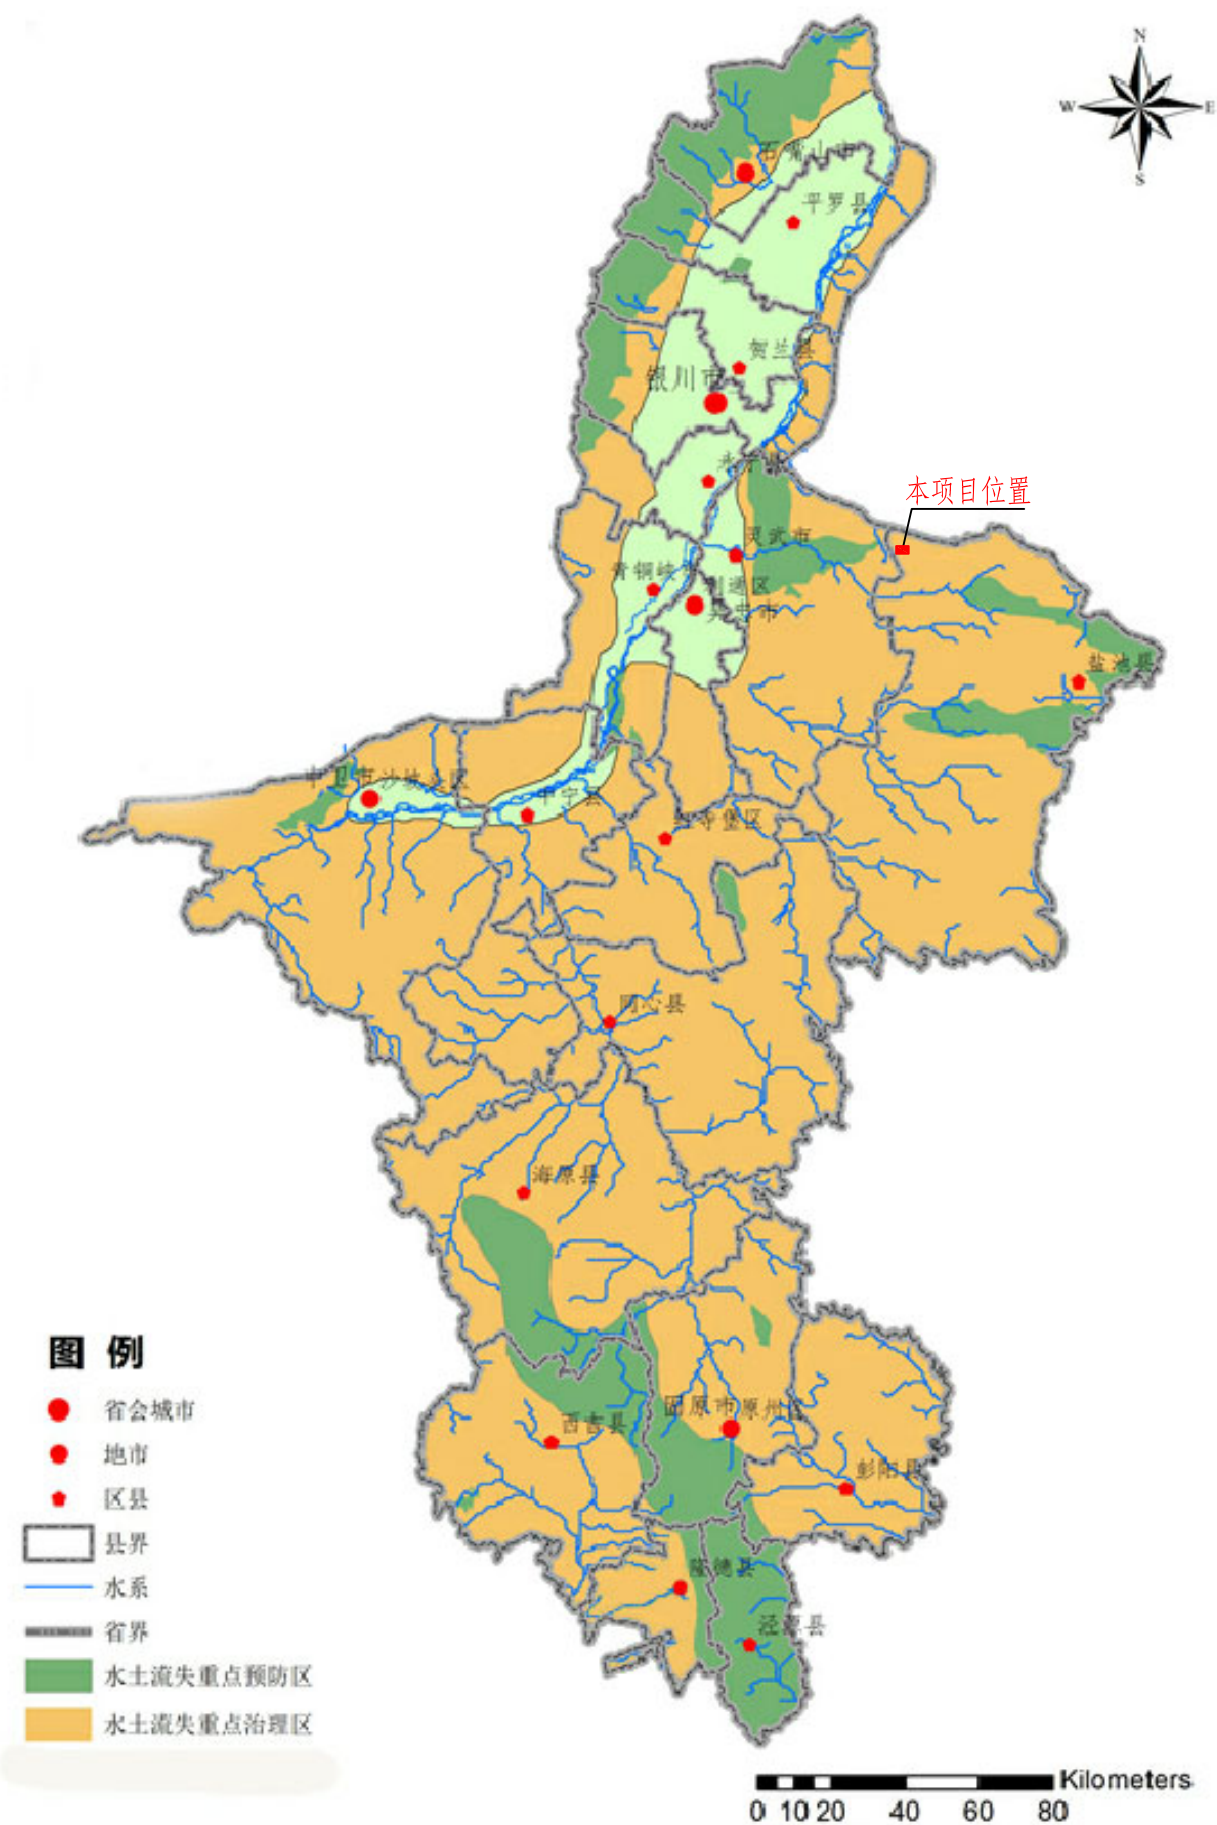 N
W
E
S
石嘴山市
平罗县
贺兰县
银川市
永宁县
本项目位置
灵武市
青铜峡市
利通区
吴忠市
盐池县
中卫市沙坡头区
中宁县
红寺堡区
同心县
海原县
固原市原州区
西吉县
彭阳县
隆德县
泾源县
图例
省会城市
地市
区县
县界
水系
省界
水土流失重点预防区
水土流失重点治理区
Kilometers
0 10 20 40 60 80